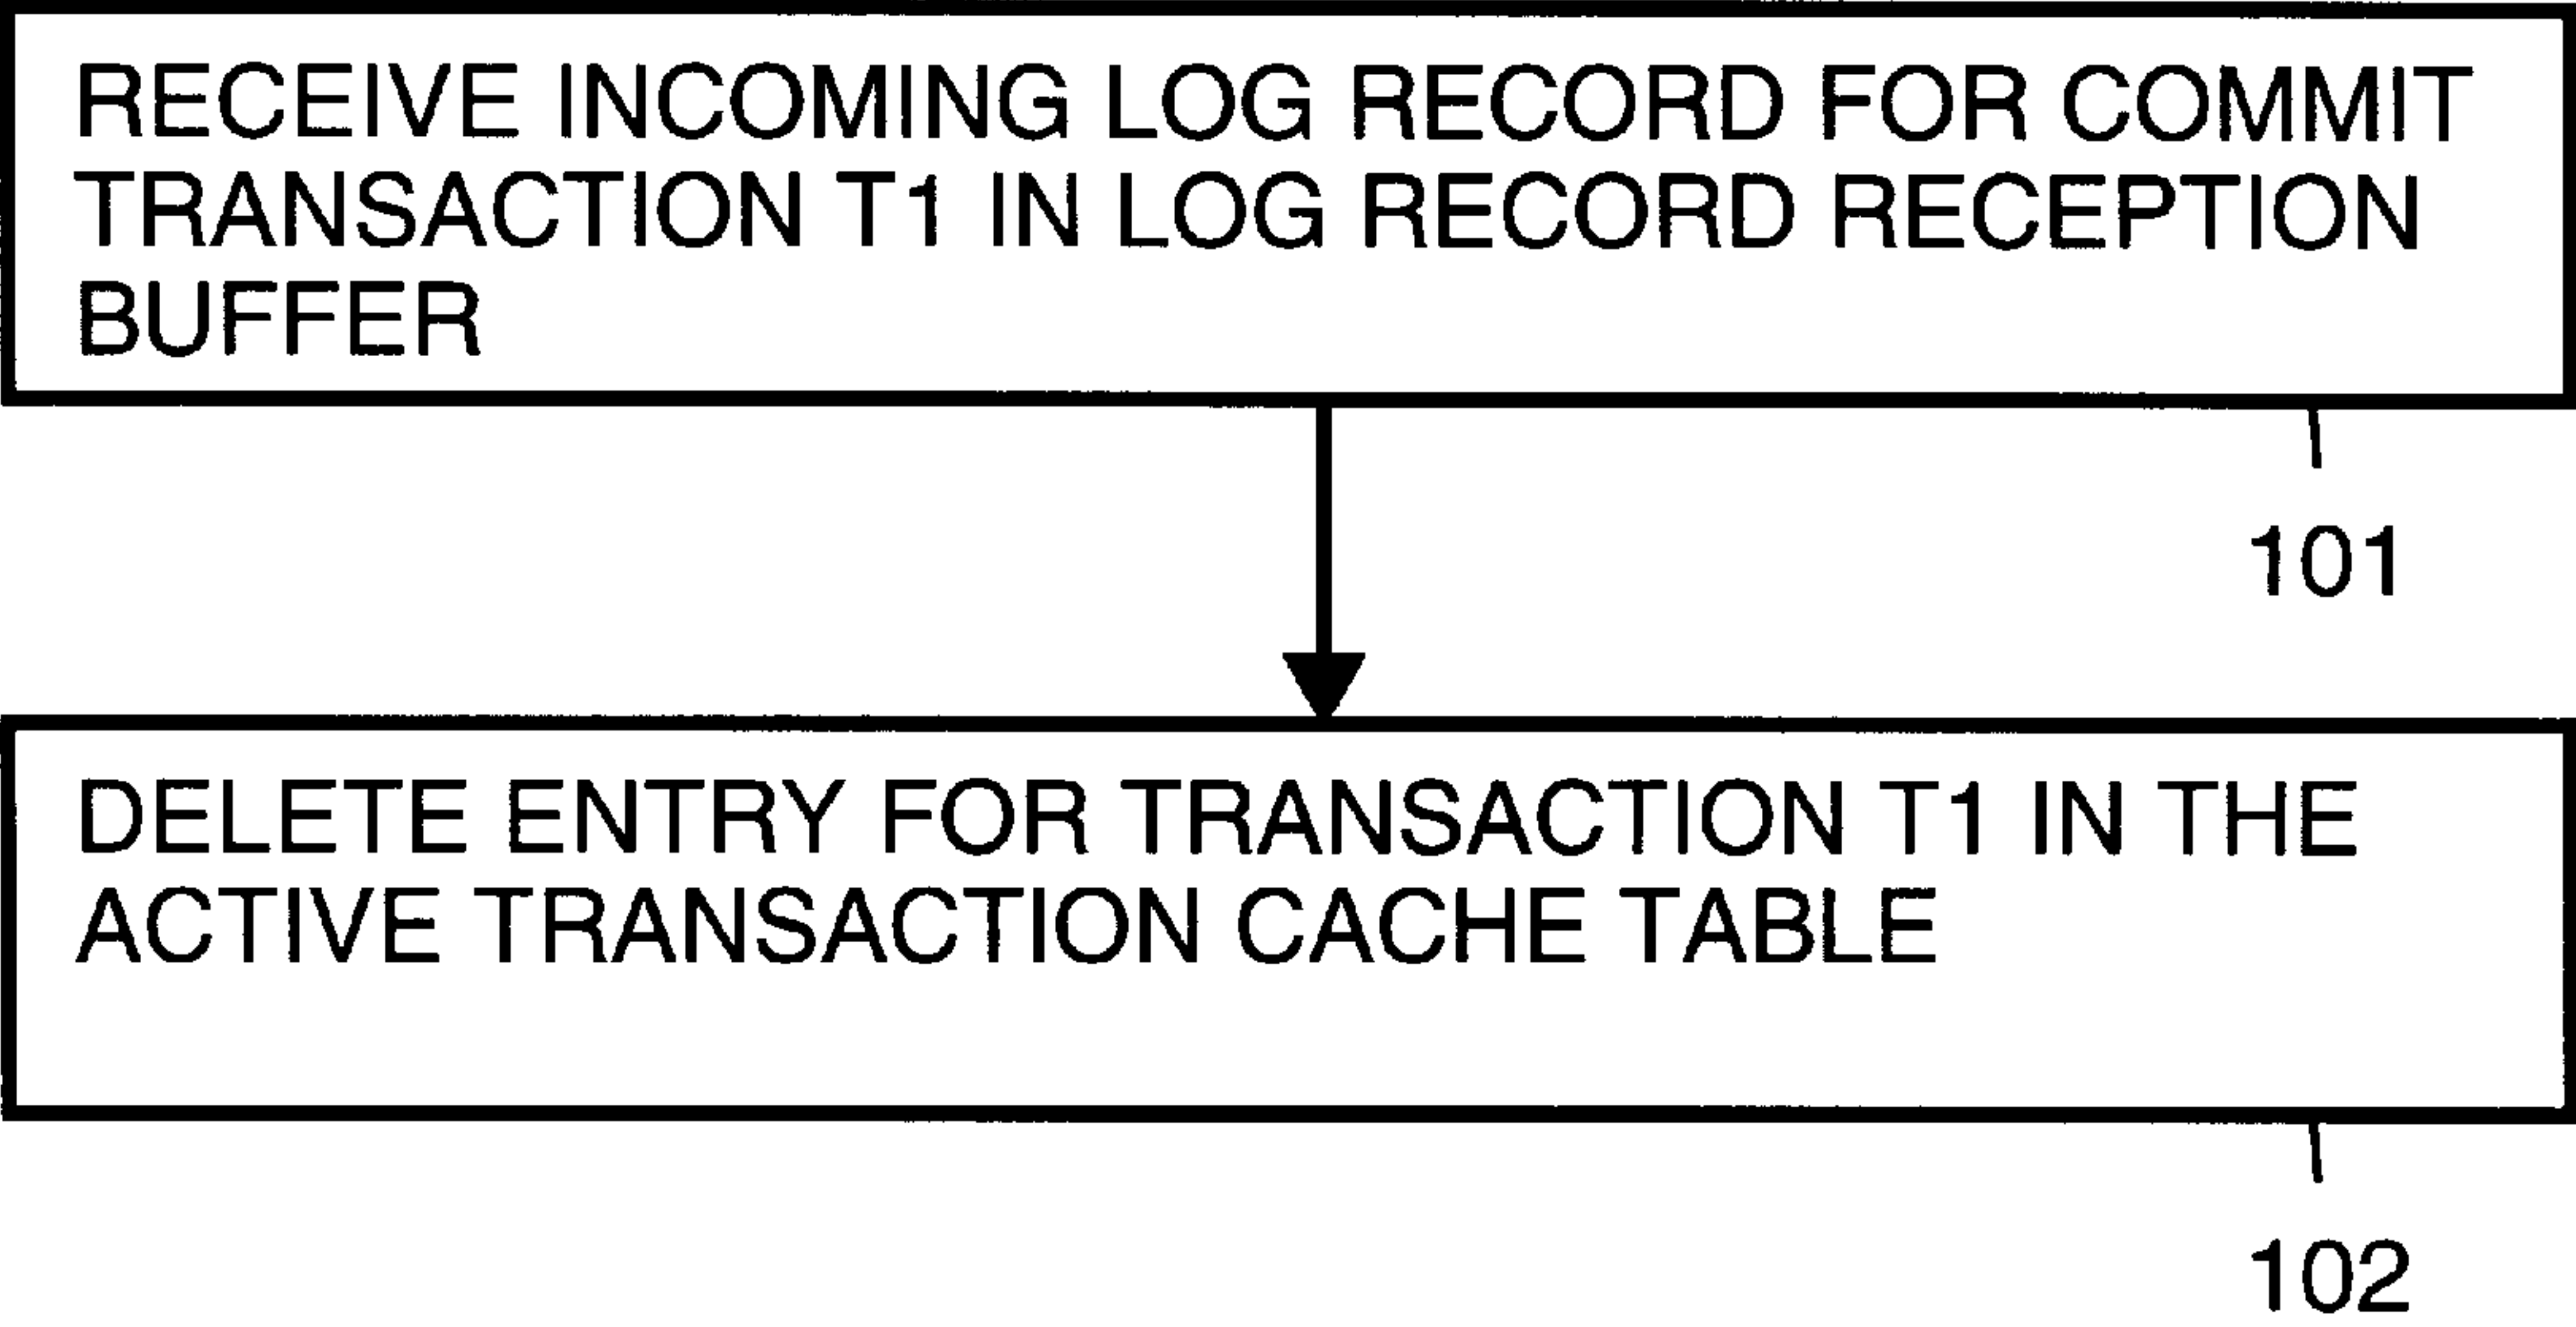 RECEIVE INCOMING LOG RECORD FOR COMMIT
TRANSACTION T1 IN LOG RECORD RECEPTION
BUFFER
101
DELETE ENTRY FOR TRANSACTION T1 IN THE
ACTIVE TRANSACTION CACHE TABLE
102